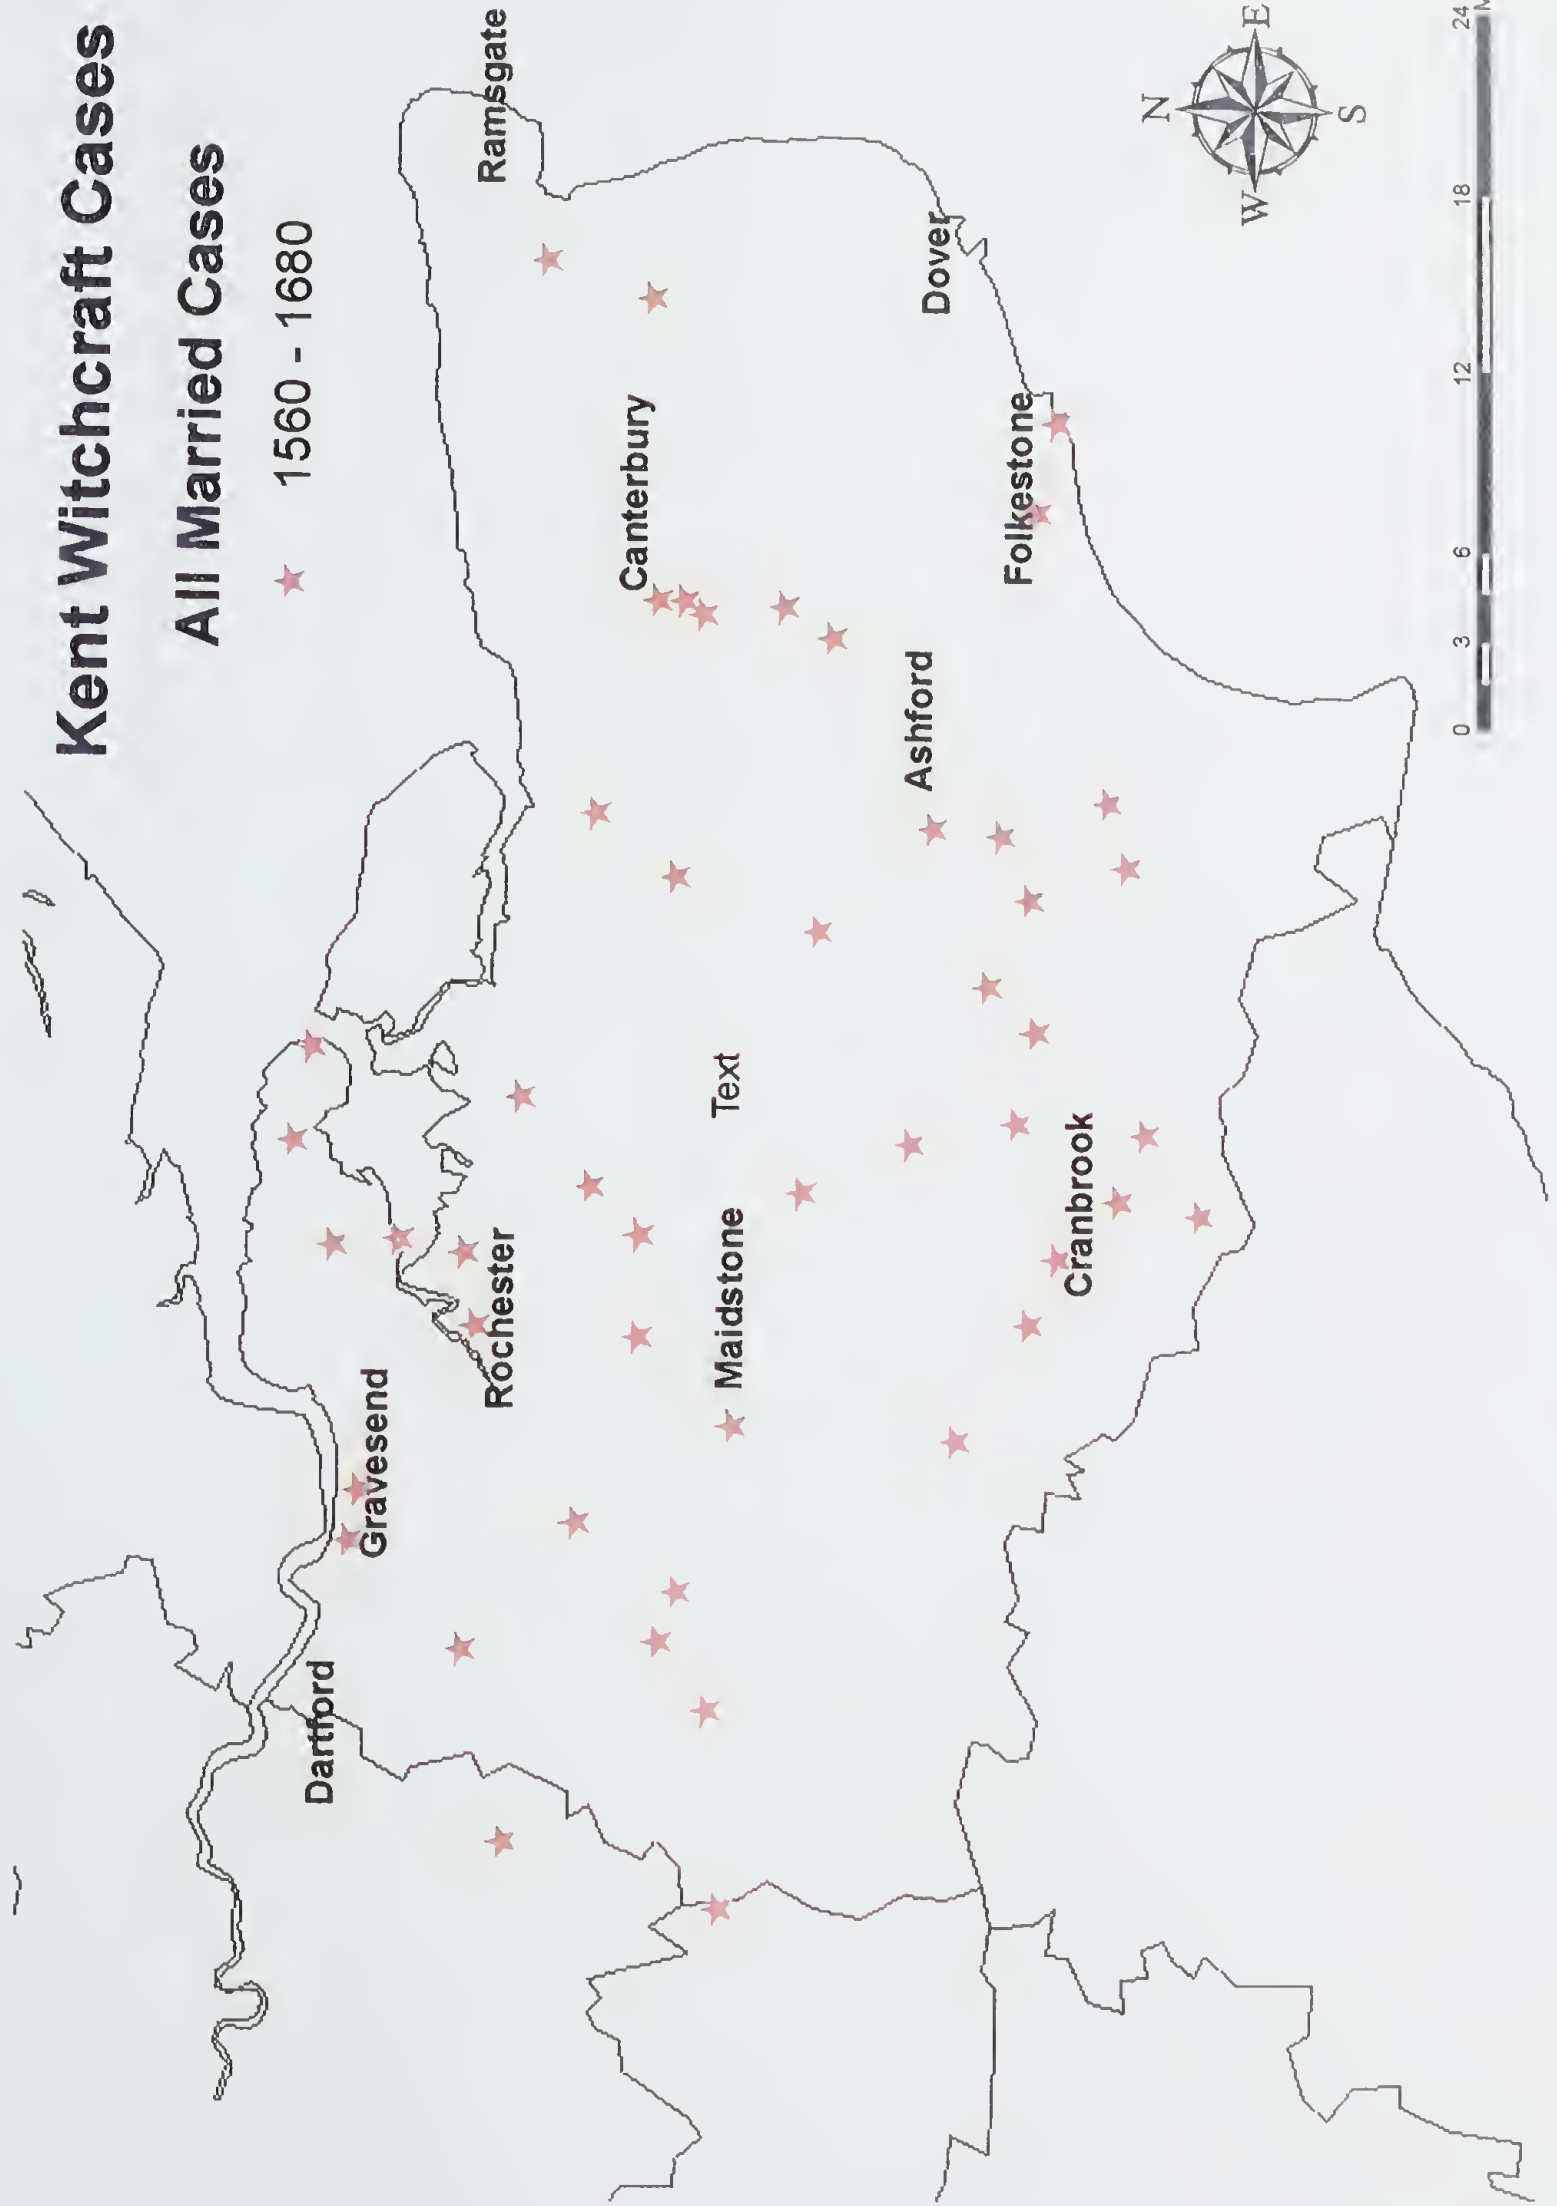 Kent Witchcraft Cases
All Married Cases
1560 - 1680
Ramsgate
Dartford
Gravesend
Rochester
Canterbury
Maidstone
Text
Ashford
Dover
Folkestone
Cranbrook
N
W
E
S
0 3 6 12 18 24